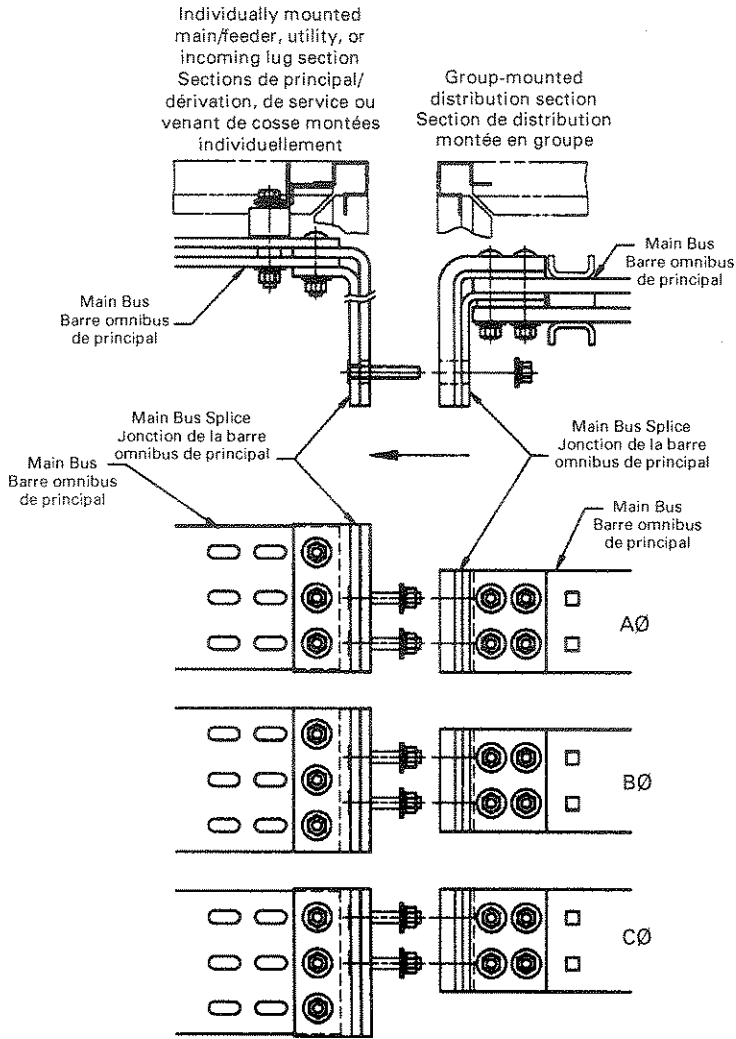 Individually mounted
main/feeder, utility, or
incoming lug section
Sections de principal/
dérivation, de service ou
venant de cosse montées
individuellement
Group-mounted
distribution section
Section de distribution
montée en groupe
Main Bus
Barre omnibus
de principal
Main Bus
Barre omnibus
de principal
Main Bus Splice
Jonction de la barre
omnibus de principal
Main Bus Splice
Jonction de la barre
omnibus de principal
Main Bus
Barre omnibus
de principal
Main Bus
Barre omnibus
de principal
AØ
BØ
CØ